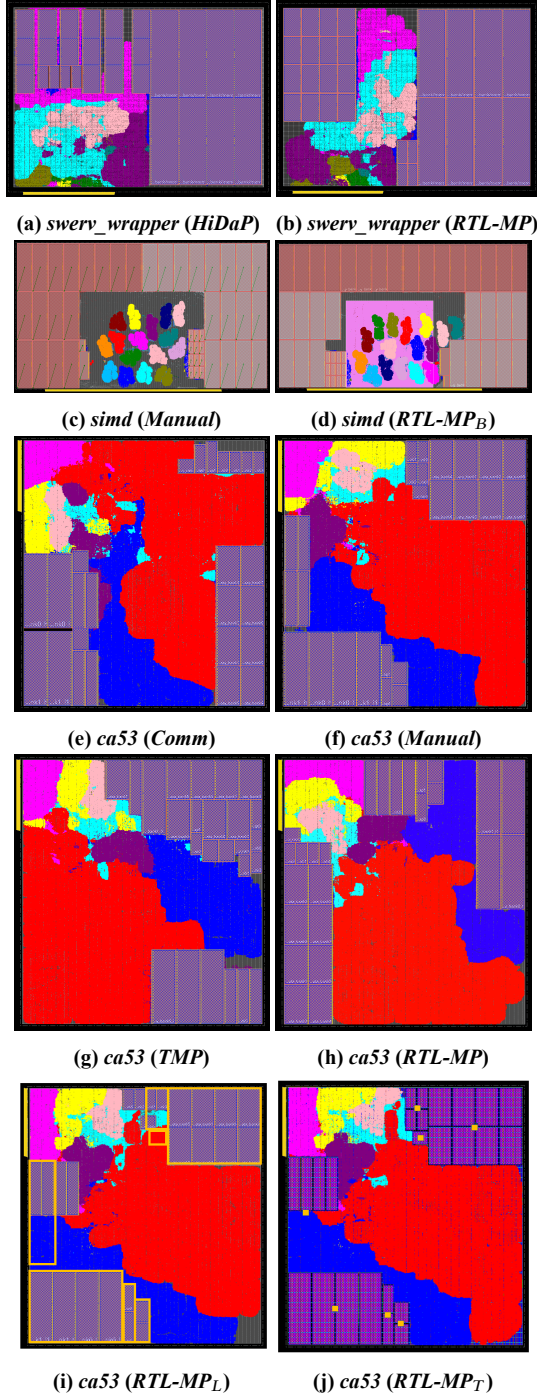 (a) swerv_wrapper (HiDaP)
(b) swerv_wrapper (RTL-MP)
(c) simd (Manual)
(d) simd (RTL-MP_B)
(e) ca53 (Comm)
(f) ca53 (Manual)
(g) ca53 (TMP)
(h) ca53 (RTL-MP)
(i) ca53 (RTL-MP_L)
(j) ca53 (RTL-MP_T)